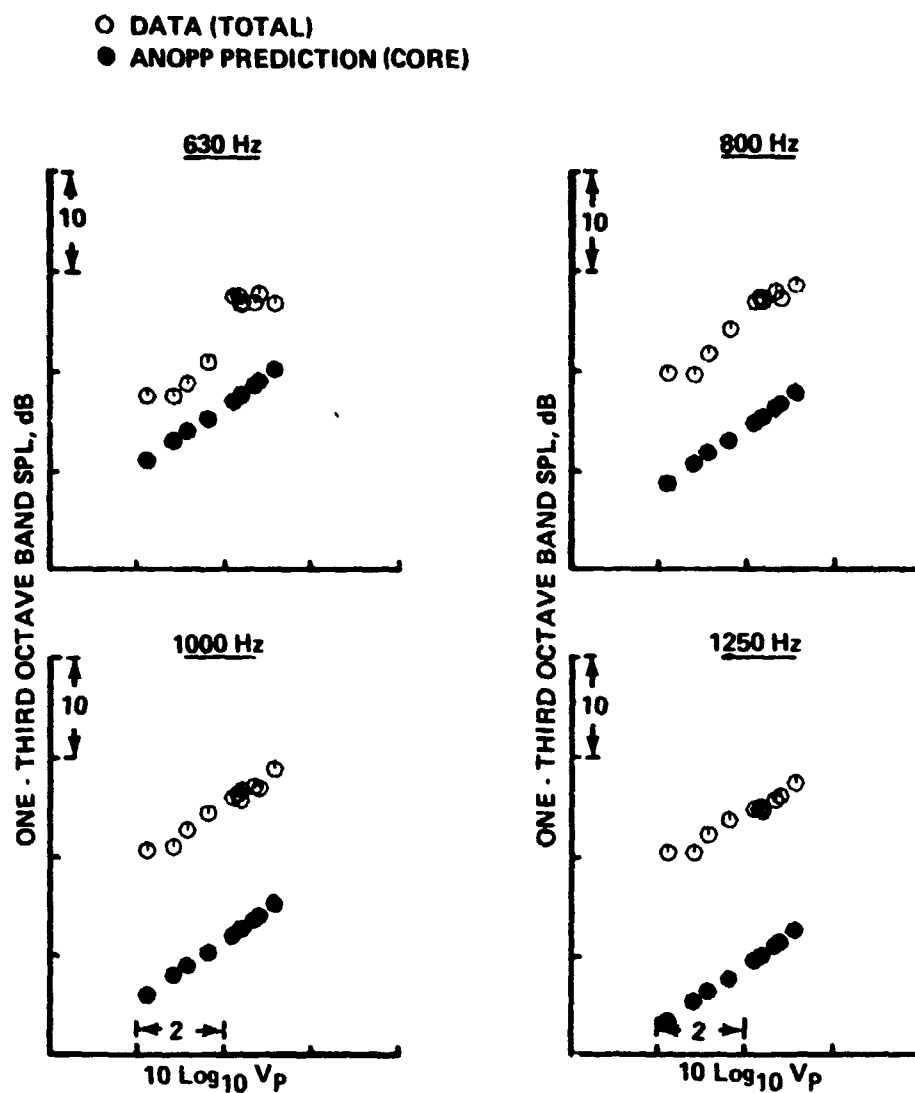 ○ DATA (TOTAL)
● ANOPP PREDICTION (CORE)
630 Hz
800 Hz
10
10
ONE - THIRD OCTAVE BAND SPL, dB
ONE - THIRD OCTAVE BAND SPL, dB
1000 Hz
1250 Hz
10
10
2
2
10 Log10 VP
10 Log10 VP